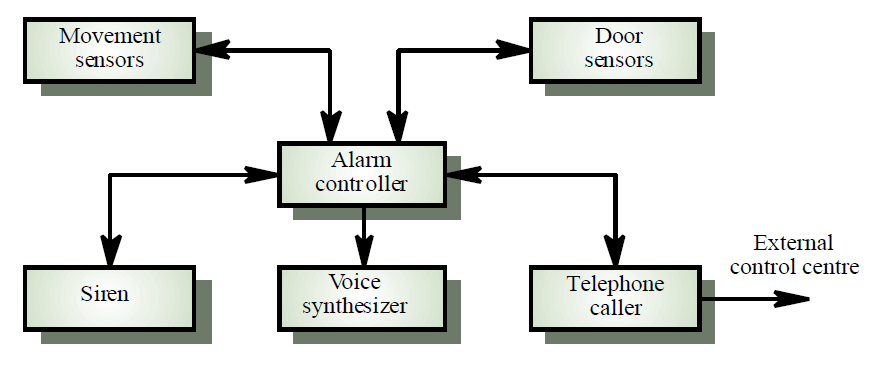 Movement
sensors
Door
sensors
Alarm
controller
Siren
Voice
synthesizer
Telephone
caller
External
control centre